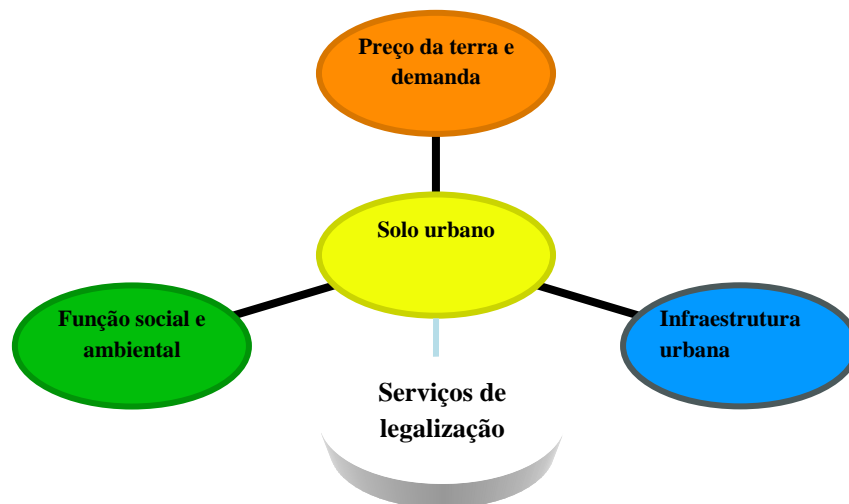 Preço da terra e
demanda
Solo urbano
Função social e
ambiental
Infraestrutura
urbana
Serviços de
legalização